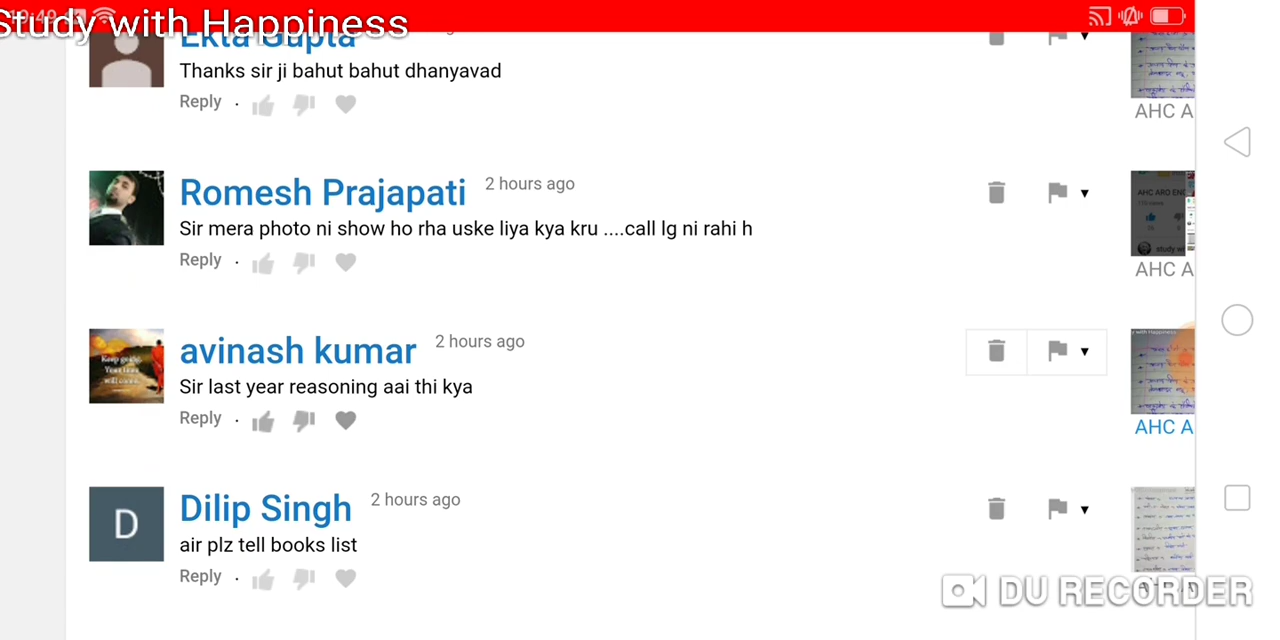 Study with Happiness
Ekta Gupta
Thanks sir ji bahut bahut dhanyavad
Reply .
AHC A
Romesh Prajapati 2 hours ago
Sir mera photo ni show ho rha uske liya kya kru ....call lg ni rahi h
Reply .
AHC A
avinash kumar 2 hours ago
Sir last year reasoning aai thi kya
Reply .
AHC A
D
Dilip Singh 2 hours ago
air plz tell books list
Reply .
DU RECORDER